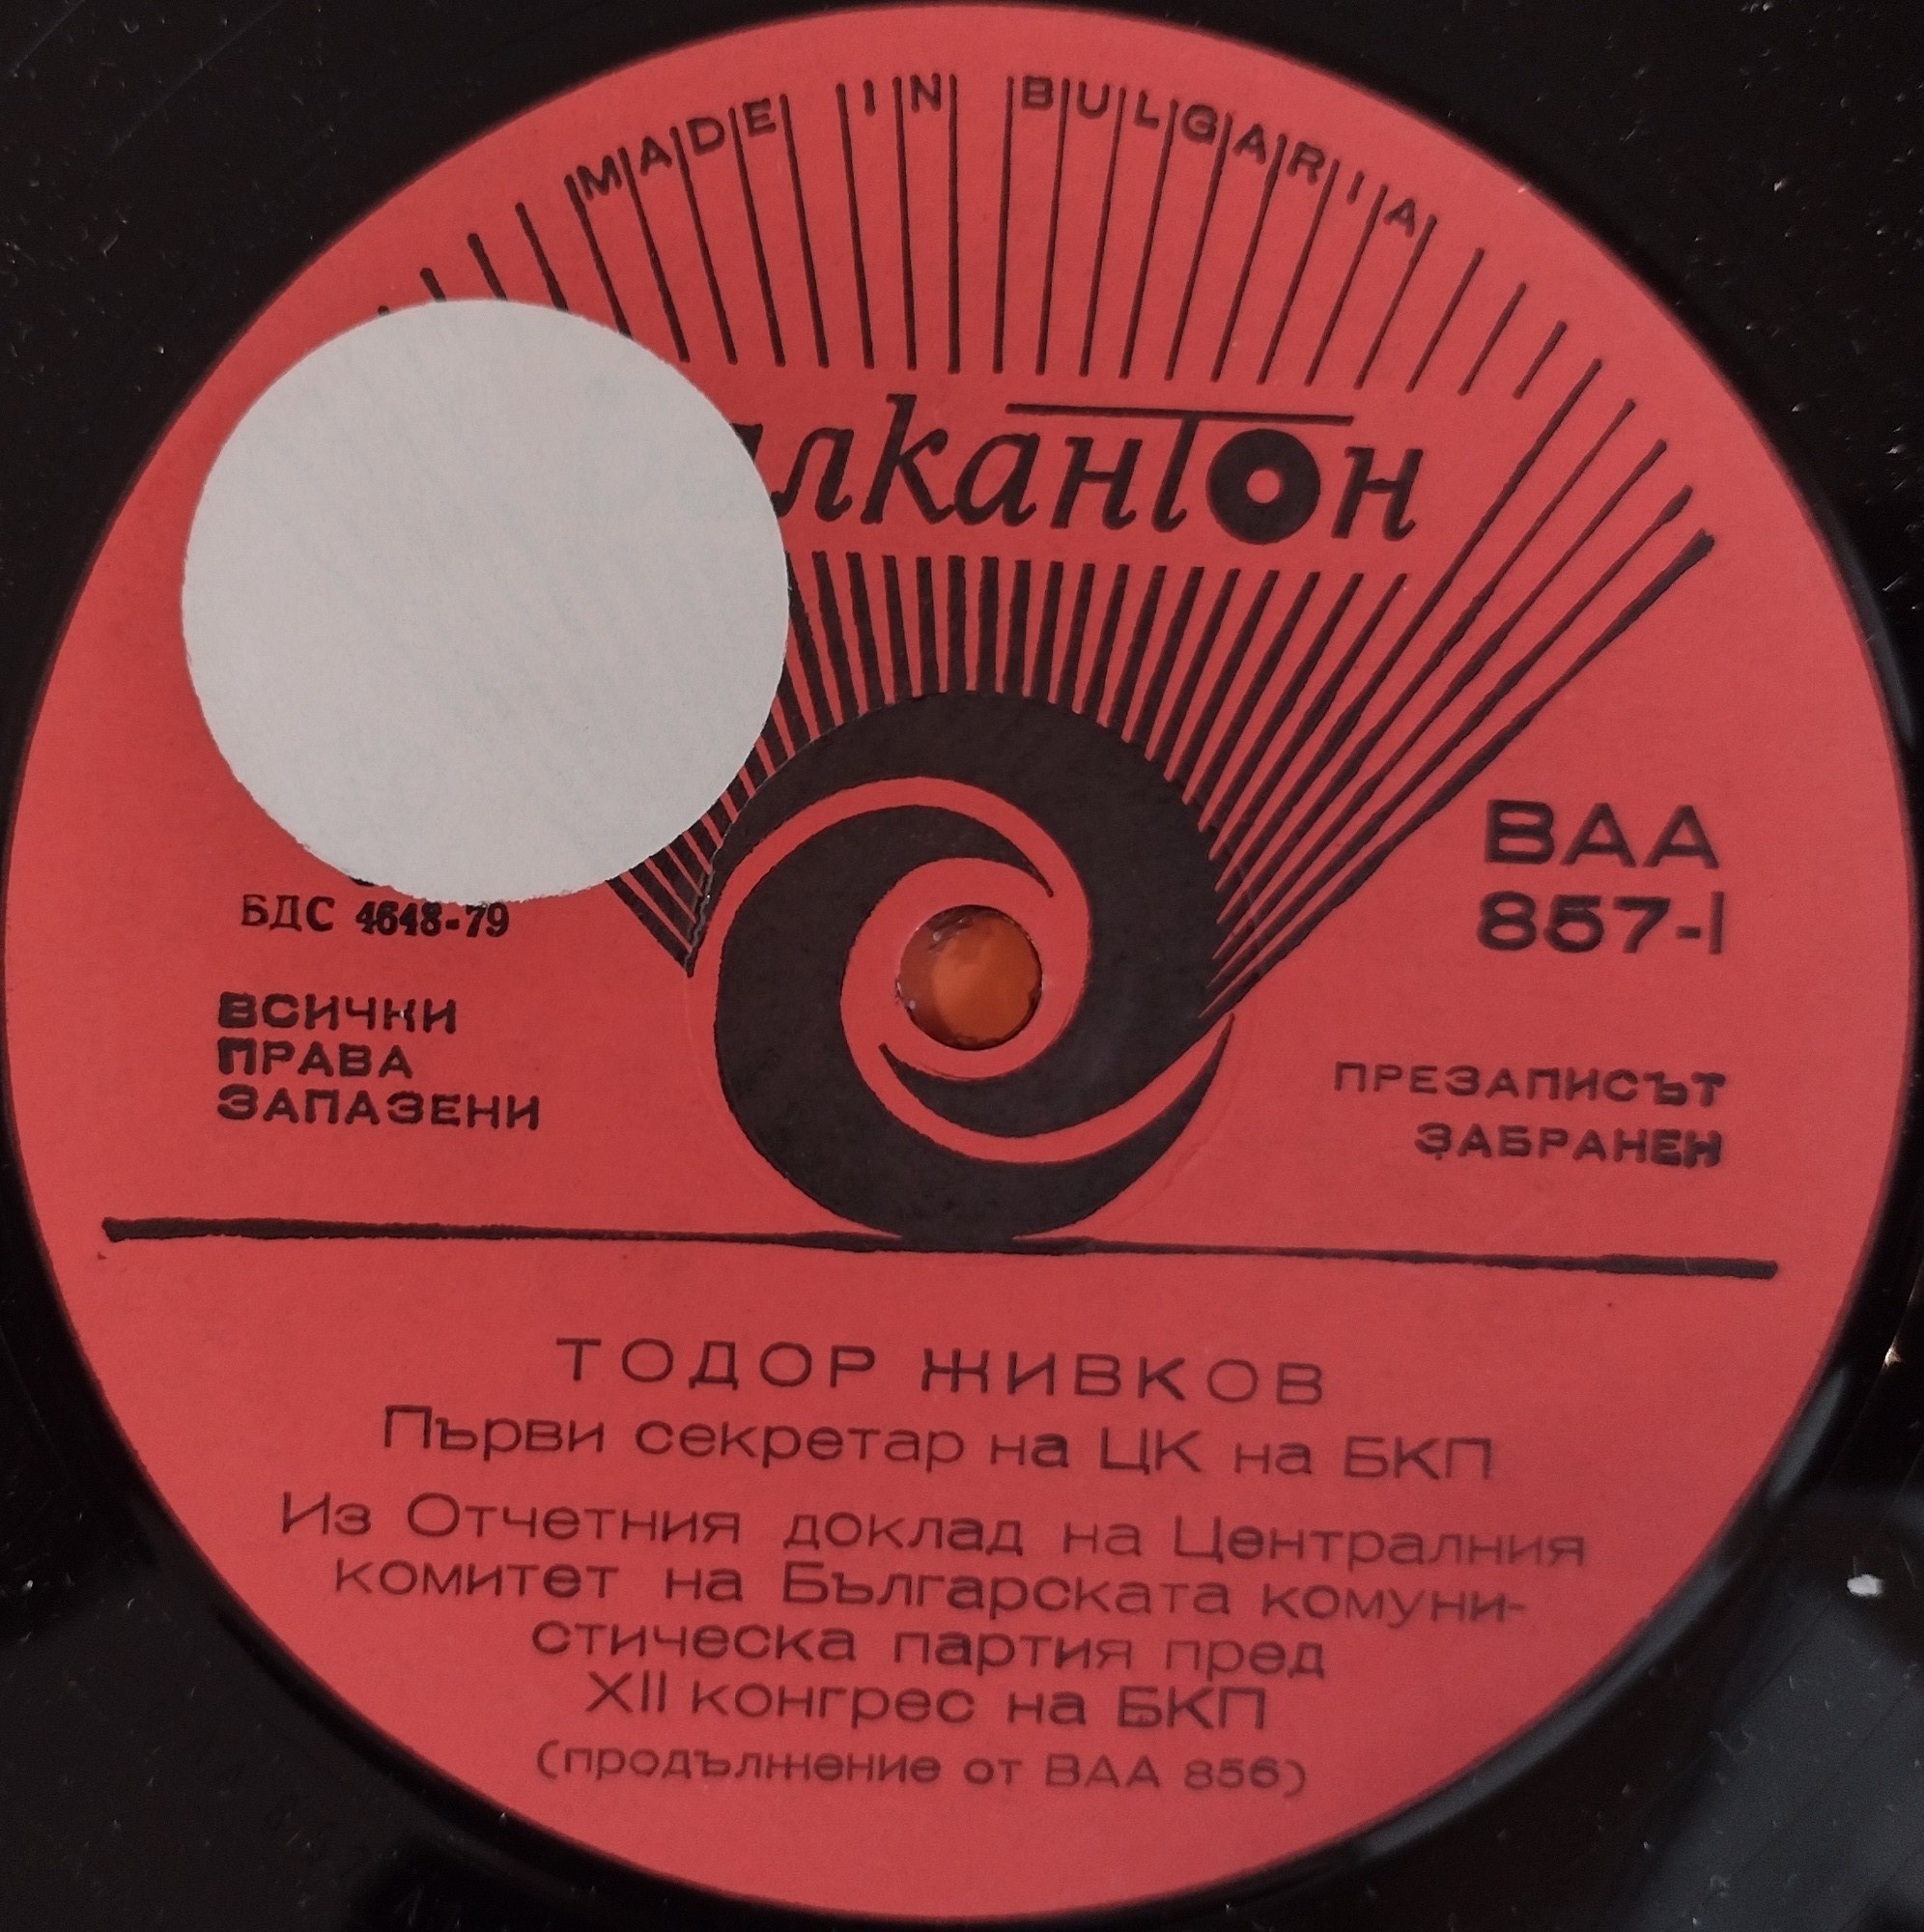 MADE IN BULGARIA
лкантон
ВАА
857-I
БДС 4648-79
ВСИЧКИ
ПРАВА
ЗАПАЗЕНИ
ПРЕЗАПИСЪТ
ЗАБРАНЕН
ТОДОР ЖИВКОВ
Първи секретар на ЦК на БКП
Из Отчетния доклад на Централния
комитет на Българската комуни-
стическа партия пред
XII конгрес на БКП
(продължение от ВАА 856)